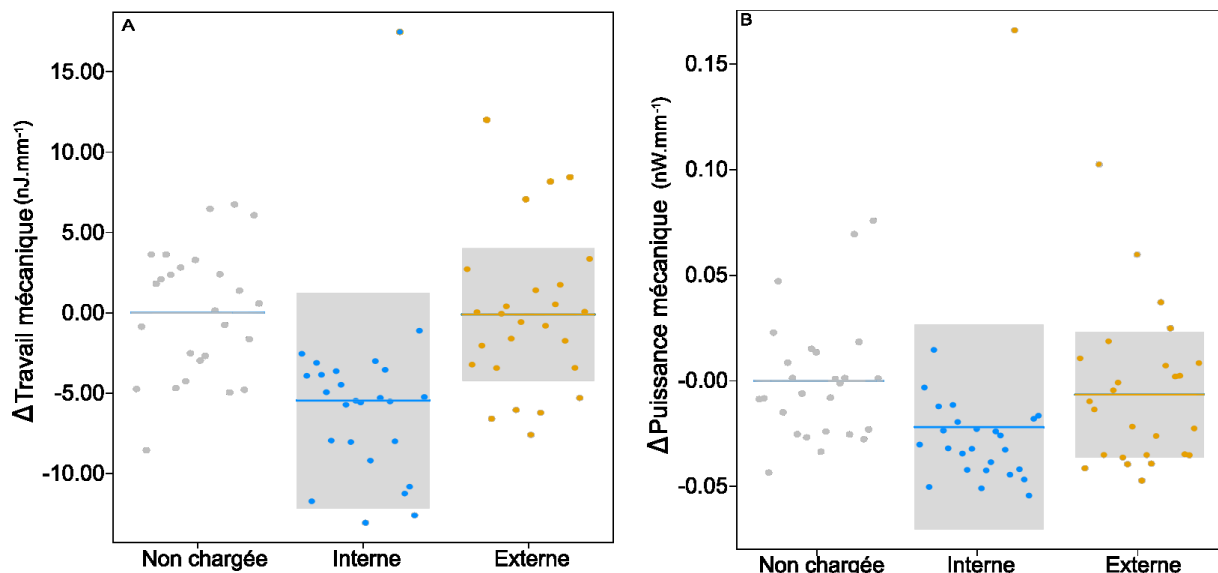 A
ΔTravail mécanique (nJ.mm⁻¹)
15.00
10.00
5.00
0.00
-5.00
-10.00
Non chargée
Interne
Externe
B
ΔPuissance mécanique (nW.mm⁻¹)
0.15
0.10
0.05
-0.00
-0.05
Non chargée
Interne
Externe